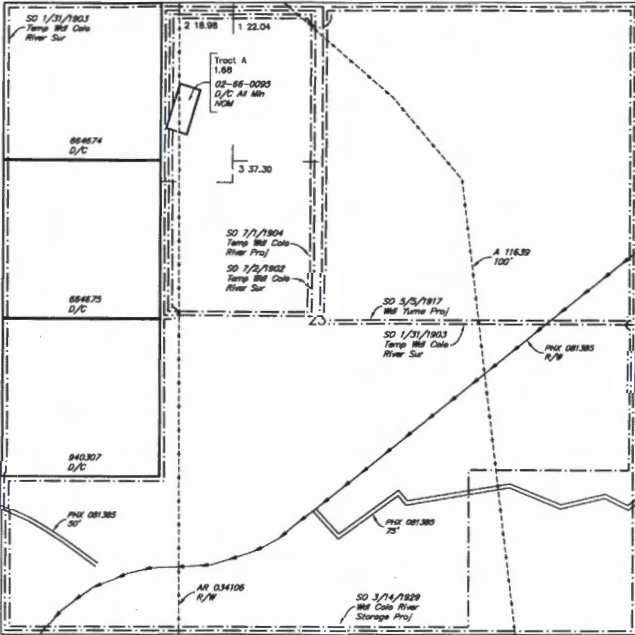 SO 1/31/1903
Temp Wdl Colo
River Sur
2 18.98
1 22.04
Tract A
1.68
02-66-0095
D/C All Min
NOM
664674
D/C
3 37.30
SO 7/1/1904
Temp Wdl Colo
River Proj
SO 7/2/1902
Temp Wdl Colo
River Sur
A 11639
100'
SO 5/5/1917
Wdl Yuma Proj
23
664675
D/C
SO 1/31/1903
Temp Wdl Colo
River Sur
PHX 081385
R/W
940307
D/C
PHX 081385
50'
PHX 081385
75'
AR 034106
R/W
SO 3/14/1929
Wdl Colo River
Storage Proj